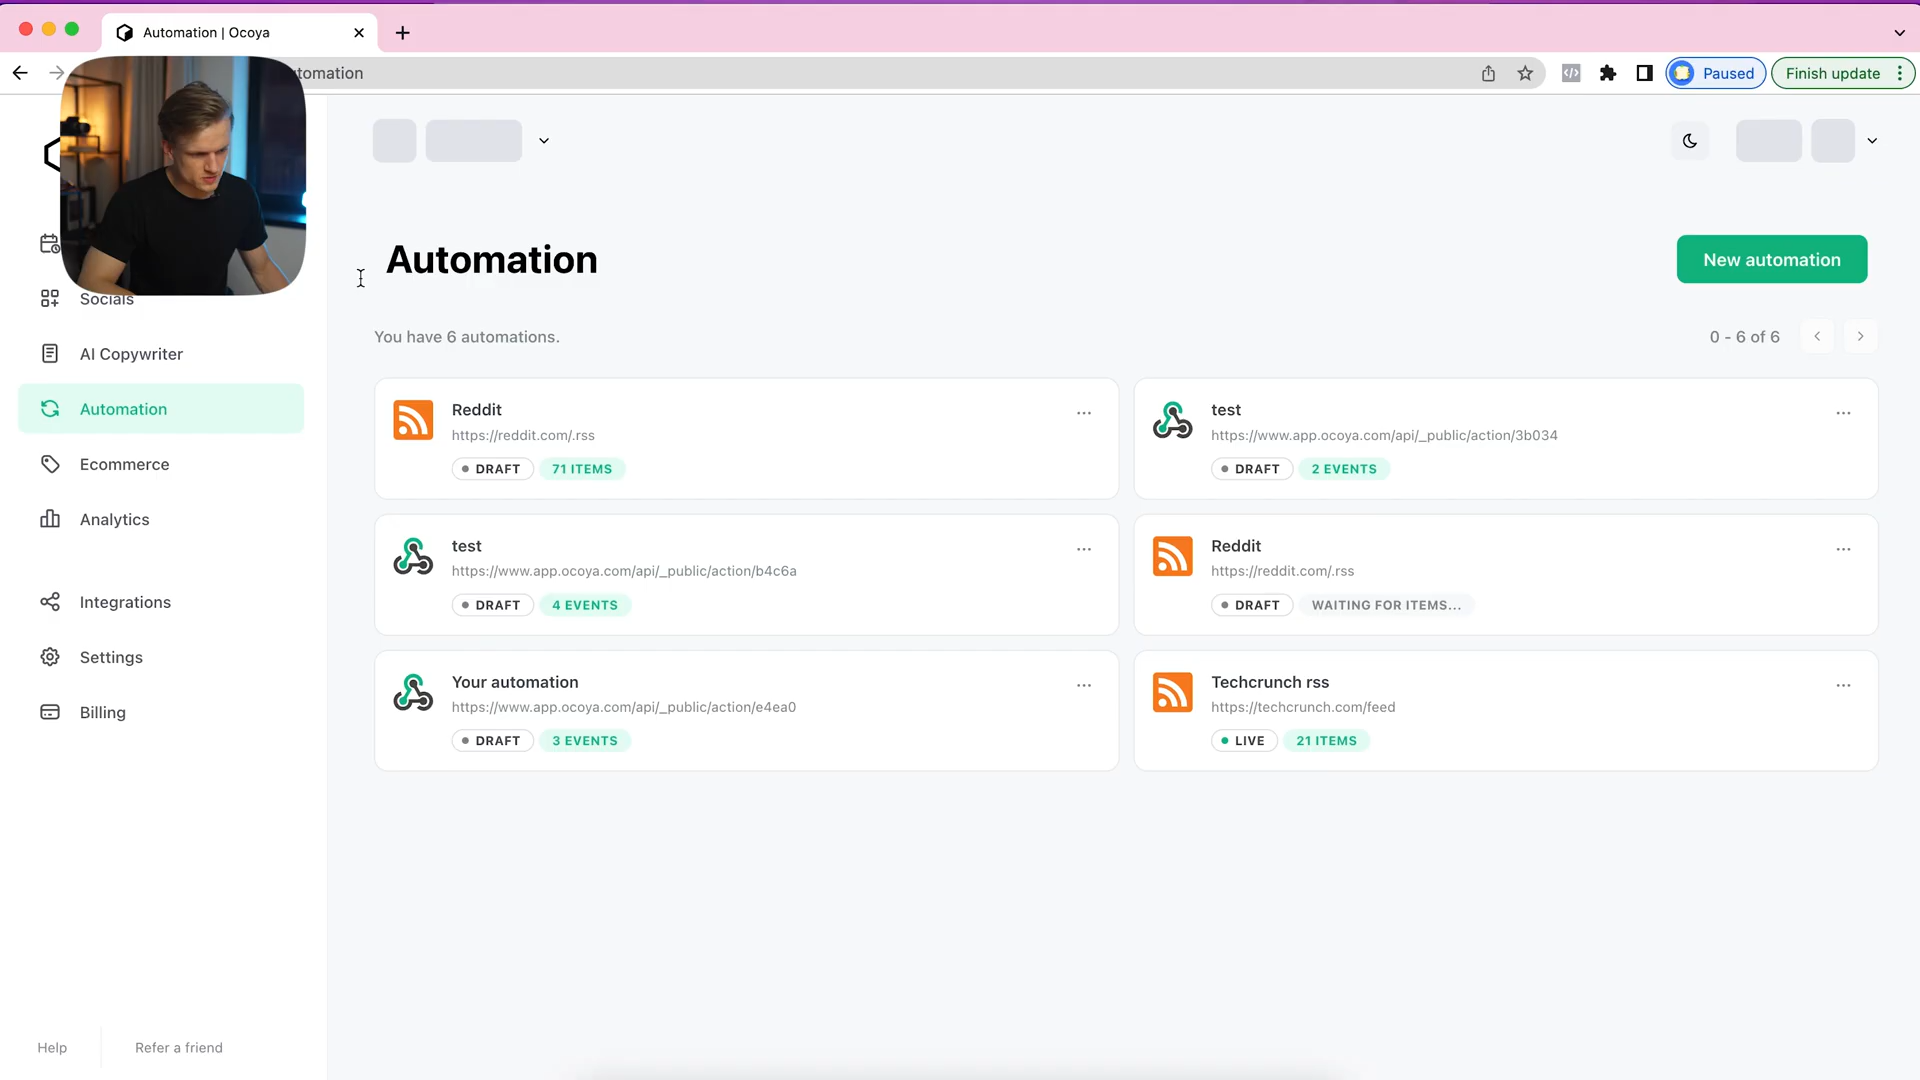 Automation | Ocoya
tomation
Paused
Finish update
Automation
New automation
You have 6 automations.
0 - 6 of 6
Socials
AI Copywriter
Automation
Ecommerce
Analytics
Integrations
Settings
Billing
Help
Refer a friend
Reddit
https://reddit.com/.rss
DRAFT
71 ITEMS
test
https://www.app.ocoya.com/api/_public/action/3b034
DRAFT
2 EVENTS
test
https://www.app.ocoya.com/api/_public/action/b4c6a
DRAFT
4 EVENTS
Reddit
https://reddit.com/.rss
DRAFT
WAITING FOR ITEMS...
Your automation
https://www.app.ocoya.com/api/_public/action/e4ea0
DRAFT
3 EVENTS
Techcrunch rss
https://techcrunch.com/feed
LIVE
21 ITEMS